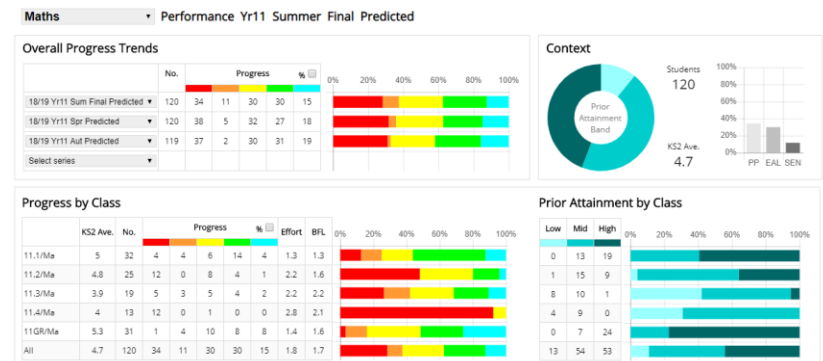 Maths Performance Yr11 Summer Final Predicted
Overall Progress Trends
No. Progress %
0% 20% 40% 60% 80% 100%
18/19 Yr11 Sum Final Predicted 120 34 11 30 30 15
18/19 Yr11 Spr Predicted 120 38 5 32 27 18
18/19 Yr11 Aut Predicted 119 37 2 30 31 19
Select series
Context
Prior
Attainment
Band
Students
120
KS2 Ave.
4.7
100%
80%
60%
40%
20%
0%
PP EAL SEN
Progress by Class
KS2 Ave. No. Progress % Effort BFL
0% 20% 40% 60% 80% 100%
11.1/Ma 5 32 4 4 6 14 4 1.3 1.3
11.2/Ma 4.8 25 12 0 8 4 1 2.2 1.6
11.3/Ma 3.9 19 5 3 5 4 2 2.2 2.2
11.4/Ma 4 13 12 0 1 0 0 2.8 2.1
11GR/Ma 5.3 31 1 4 10 8 8 1.4 1.6
All 4.7 120 34 11 30 30 15 1.8 1.7
Prior Attainment by Class
Low Mid High
0% 20% 40% 60% 80% 100%
0 13 19
1 15 9
8 10 1
4 9 0
0 7 24
13 54 53